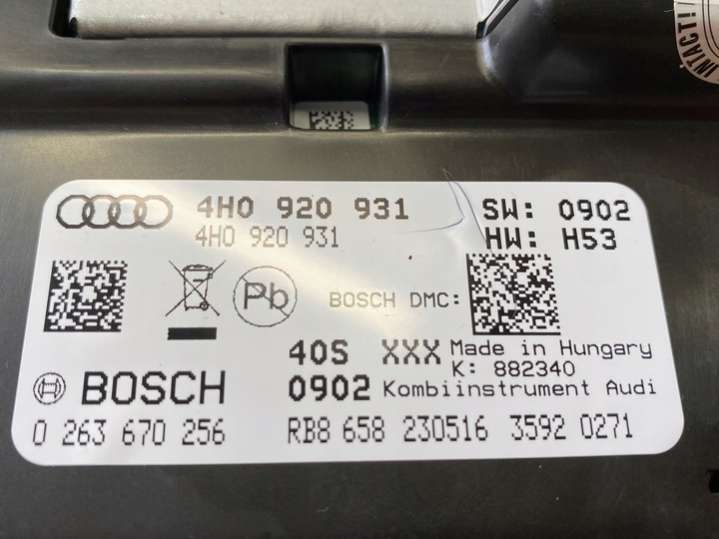 INTACT!
4H0 920 931
SW: 0902
4H0 920 931
HW: H53
Pb
BOSCH DMC:
40S XXX
Made in Hungary
K: 882340
BOSCH
0902
Kombiinstrument Audi
0 263 670 256
RB8 658 230516 3592 0271